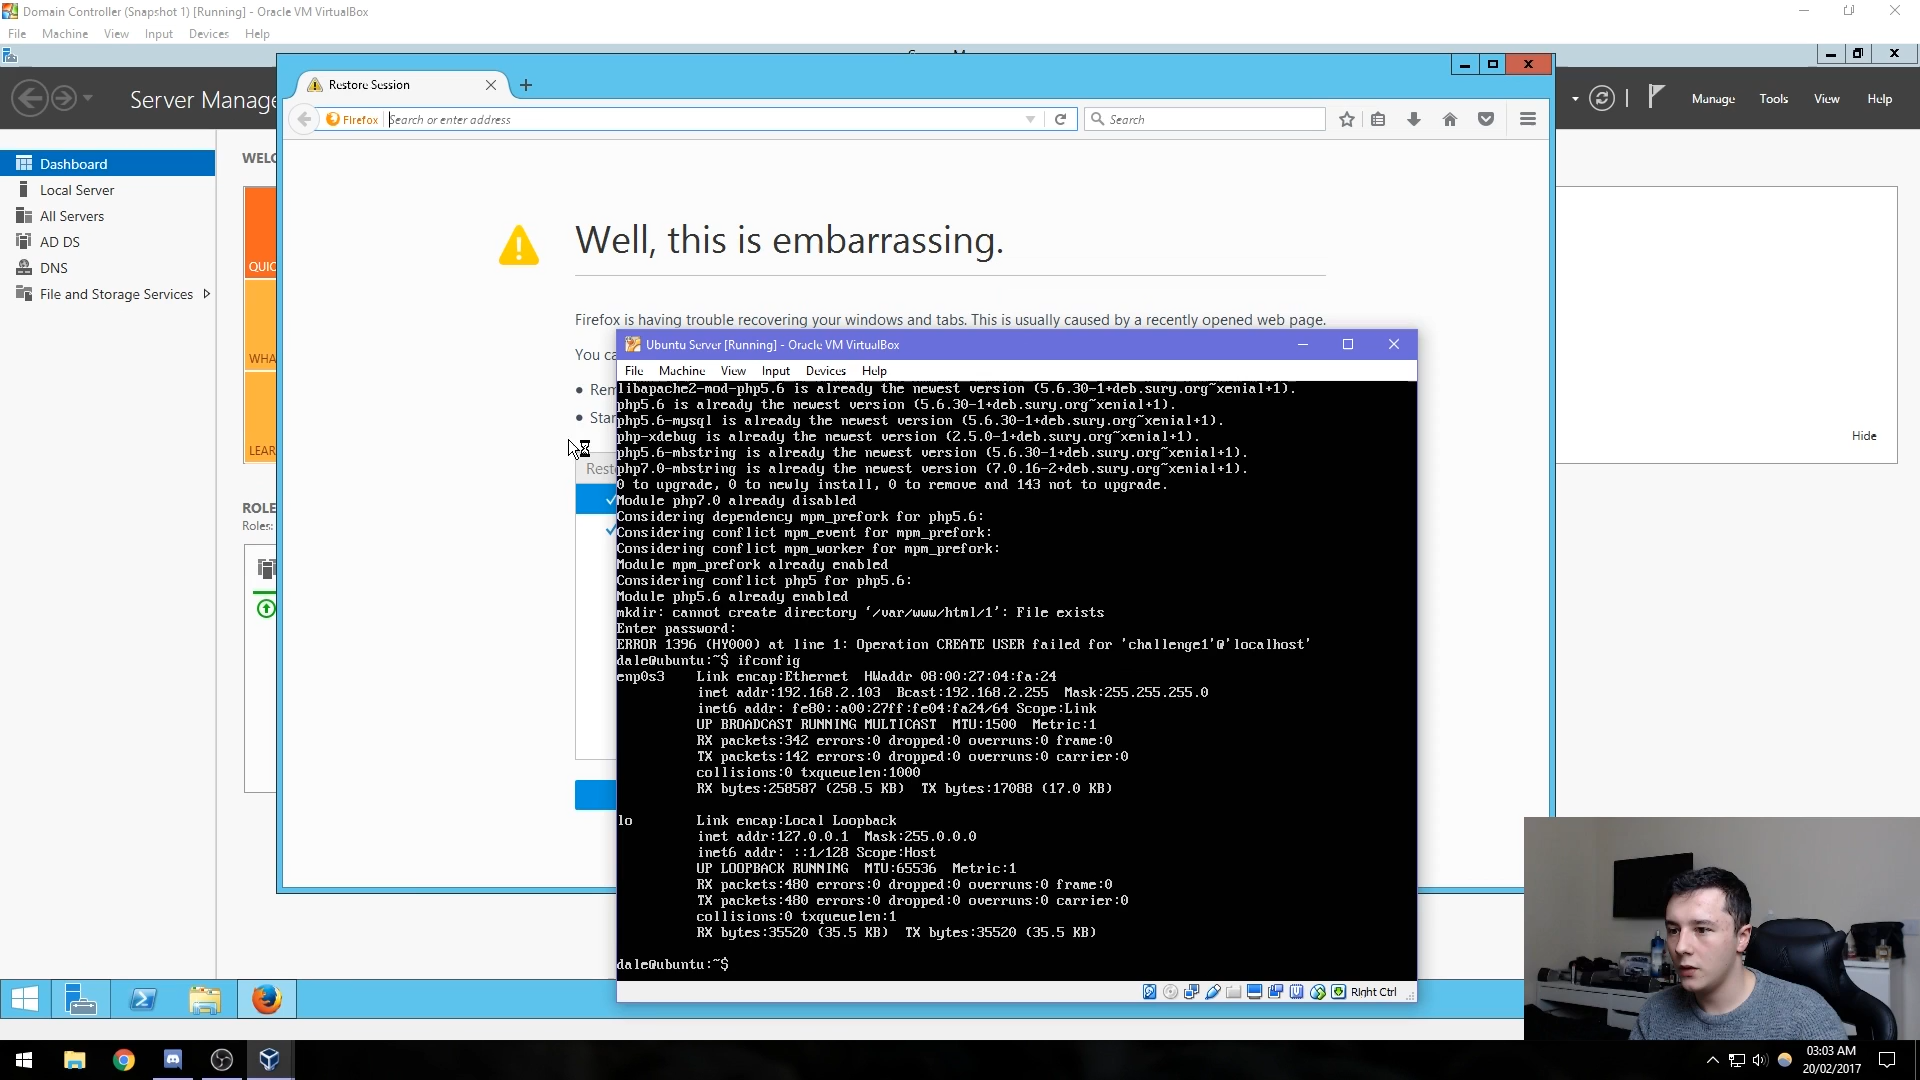 Domain Controller (Snapshot 1) [Running] - Oracle VM VirtualBox
File Machine View Input Devices Help
Server Manage
Manage Tools View Help
Restore Session
Firefox Search or enter address
Search
Dashboard
Local Server
All Servers
AD DS
DNS
File and Storage Services
WELC
QUIC
WHA
LEAR
ROLE
Roles:
Hide
Well, this is embarrassing.
Firefox is having trouble recovering your windows and tabs. This is usually caused by a recently opened web page.
You ca
Rem
Star
Resto
Ubuntu Server [Running] - Oracle VM VirtualBox
File Machine View Input Devices Help
libapache2-mod-php5.6 is already the newest version (5.6.30-1+deb.sury.org~xenial+1).
php5.6 is already the newest version (5.6.30-1+deb.sury.org~xenial+1).
php5.6-mysql is already the newest version (5.6.30-1+deb.sury.org~xenial+1).
php-xdebug is already the newest version (2.5.0-1+deb.sury.org~xenial+1).
php5.6-mbstring is already the newest version (5.6.30-1+deb.sury.org~xenial+1).
php7.0-mbstring is already the newest version (7.0.16-2+deb.sury.org~xenial+1).
0 to upgrade, 0 to newly install, 0 to remove and 143 not to upgrade.
Module php7.0 already disabled
Considering dependency mpm_prefork for php5.6:
Considering conflict mpm_event for mpm_prefork:
Considering conflict mpm_worker for mpm_prefork:
Module mpm_prefork already enabled
Considering conflict php5 for php5.6:
Module php5.6 already enabled
mkdir: cannot create directory ‘/var/www/html/1’: File exists
Enter password:
ERROR 1396 (HY000) at line 1: Operation CREATE USER failed for 'challenge1'@'localhost'
dale@ubuntu:~$ ifconfig
enp0s3 Link encap:Ethernet HWaddr 08:00:27:04:fa:24
inet addr:192.168.2.103 Bcast:192.168.2.255 Mask:255.255.255.0
inet6 addr: fe80::a00:27ff:fe04:fa24/64 Scope:Link
UP BROADCAST RUNNING MULTICAST MTU:1500 Metric:1
RX packets:342 errors:0 dropped:0 overruns:0 frame:0
TX packets:142 errors:0 dropped:0 overruns:0 carrier:0
collisions:0 txqueuelen:1000
RX bytes:258587 (258.5 KB) TX bytes:17088 (17.0 KB)
lo Link encap:Local Loopback
inet addr:127.0.0.1 Mask:255.0.0.0
inet6 addr: ::1/128 Scope:Host
UP LOOPBACK RUNNING MTU:65536 Metric:1
RX packets:480 errors:0 dropped:0 overruns:0 frame:0
TX packets:480 errors:0 dropped:0 overruns:0 carrier:0
collisions:0 txqueuelen:1
RX bytes:35520 (35.5 KB) TX bytes:35520 (35.5 KB)
dale@ubuntu:~$
Right Ctrl
03:03 AM
20/02/2017